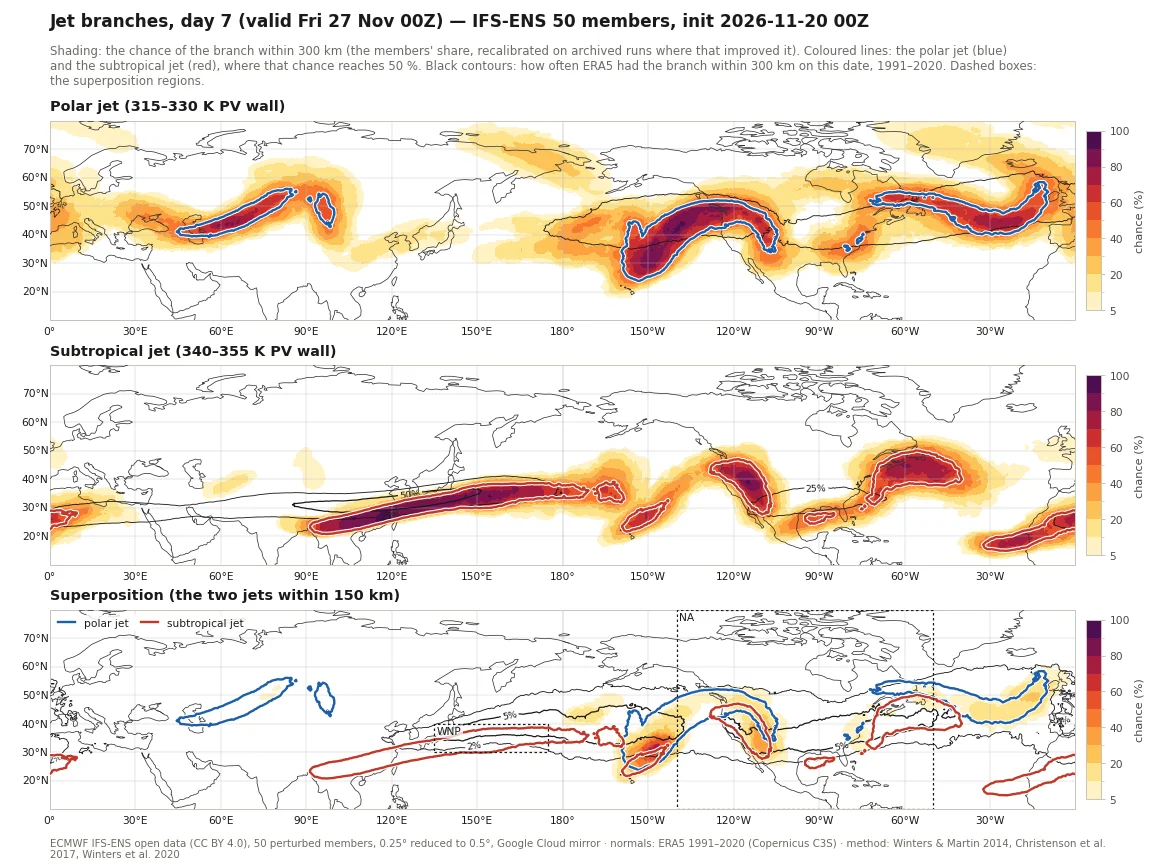 Jet branches, day 7 (valid Fri 27 Nov 00Z) — IFS-ENS 50 members, init 2026-11-20 00Z
Shading: the chance of the branch within 300 km (the members' share, recalibrated on archived runs where that improved it). Coloured lines: the polar jet (blue)
and the subtropical jet (red), where that chance reaches 50 %. Black contours: how often ERA5 had the branch within 300 km on this date, 1991–2020. Dashed boxes:
the superposition regions.
Polar jet (315–330 K PV wall)
70°N
60°N
50°N
40°N
30°N
20°N
0° 30°E 60°E 90°E 120°E 150°E 180° 150°W 120°W 90°W 60°W 30°W
100
80
60
40
20
5
chance (%)
Subtropical jet (340–355 K PV wall)
70°N
60°N
50°N
40°N
30°N
20°N
50%
25%
0° 30°E 60°E 90°E 120°E 150°E 180° 150°W 120°W 90°W 60°W 30°W
100
80
60
40
20
5
chance (%)
Superposition (the two jets within 150 km)
polar jet subtropical jet
NA
WNP
5%
2%
5%
70°N
60°N
50°N
40°N
30°N
20°N
0° 30°E 60°E 90°E 120°E 150°E 180° 150°W 120°W 90°W 60°W 30°W
100
80
60
40
20
5
chance (%)
ECMWF IFS-ENS open data (CC BY 4.0), 50 perturbed members, 0.25° reduced to 0.5°, Google Cloud mirror · normals: ERA5 1991–2020 (Copernicus C3S) · method: Winters & Martin 2014, Christenson et al.
2017, Winters et al. 2020